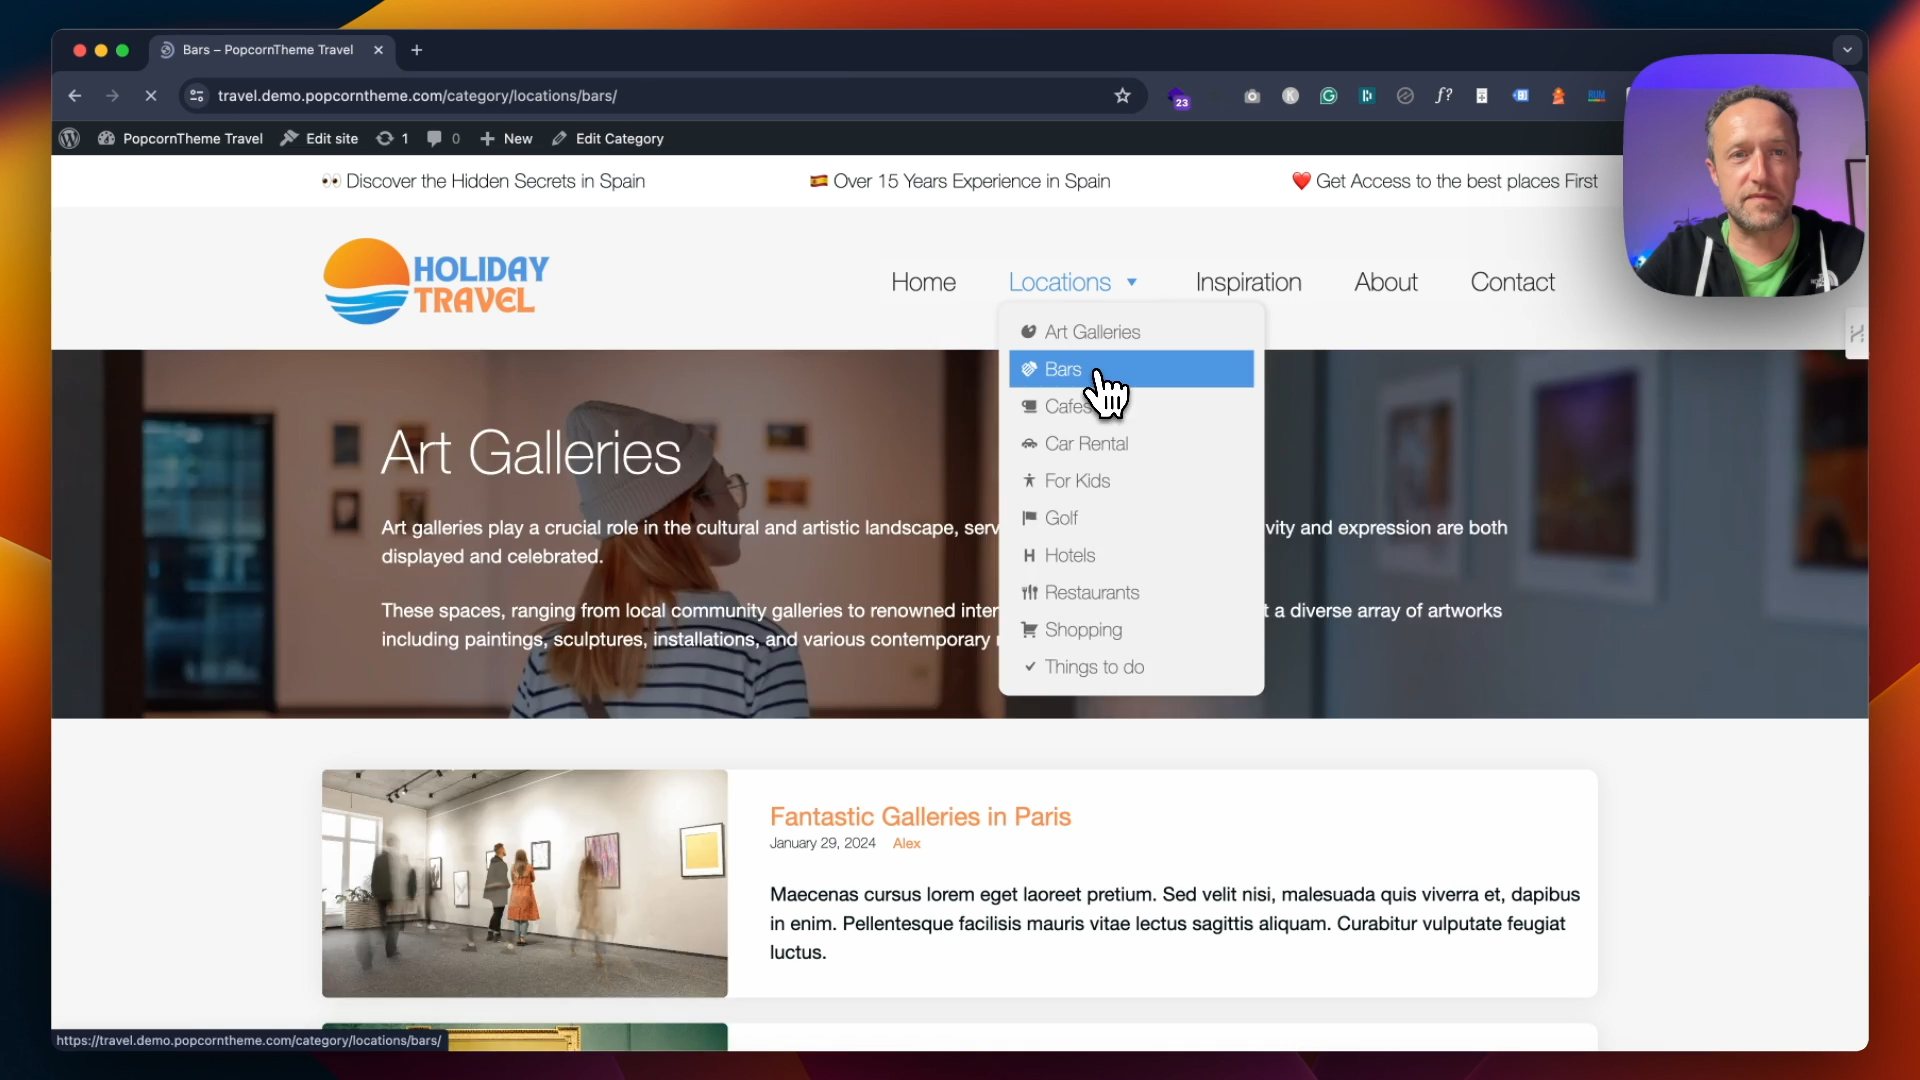 Bars – PopcornTheme Travel
travel.demo.popcorntheme.com/category/locations/bars/
23
f?
RUM
PopcornTheme Travel Edit site 1 0 New Edit Category
👀 Discover the Hidden Secrets in Spain
🇪🇸 Over 15 Years Experience in Spain
❤️ Get Access to the best places First
HOLIDAY
TRAVEL
Home Locations Inspiration About Contact
Art Galleries
Bars
Cafes
Car Rental
For Kids
Golf
Hotels
Restaurants
Shopping
Things to do
Art Galleries
Art galleries play a crucial role in the cultural and artistic landscape, serv vity and expression are both
displayed and celebrated.
These spaces, ranging from local community galleries to renowned inter t a diverse array of artworks
including paintings, sculptures, installations, and various contemporary
Fantastic Galleries in Paris
January 29, 2024 Alex
Maecenas cursus lorem eget laoreet pretium. Sed velit nisi, malesuada quis viverra et, dapibus
in enim. Pellentesque facilisis mauris vitae lectus sagittis aliquam. Curabitur vulputate feugiat
luctus.
https://travel.demo.popcorntheme.com/category/locations/bars/